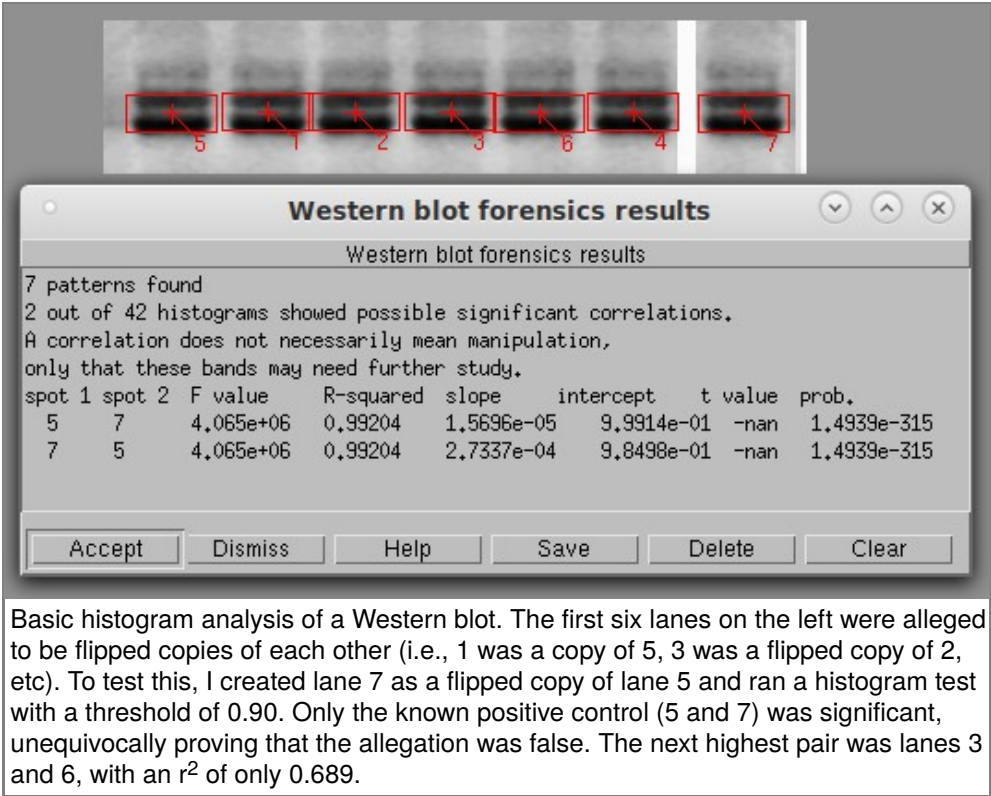 5 1 2 3 6 4 7
Western blot forensics results
Western blot forensics results
7 patterns found
2 out of 42 histograms showed possible significant correlations.
A correlation does not necessarily mean manipulation,
only that these bands may need further study.
spot 1 spot 2 F value R-squared slope intercept t value prob.
5 7 4.065e+06 0.99204 1.5696e-05 9.9914e-01 -nan 1.4939e-315
7 5 4.065e+06 0.99204 2.7337e-04 9.8498e-01 -nan 1.4939e-315
Accept Dismiss Help Save Delete Clear
Basic histogram analysis of a Western blot. The first six lanes on the left were alleged
to be flipped copies of each other (i.e., 1 was a copy of 5, 3 was a flipped copy of 2,
etc). To test this, I created lane 7 as a flipped copy of lane 5 and ran a histogram test
with a threshold of 0.90. Only the known positive control (5 and 7) was significant,
unequivocally proving that the allegation was false. The next highest pair was lanes 3
and 6, with an r² of only 0.689.